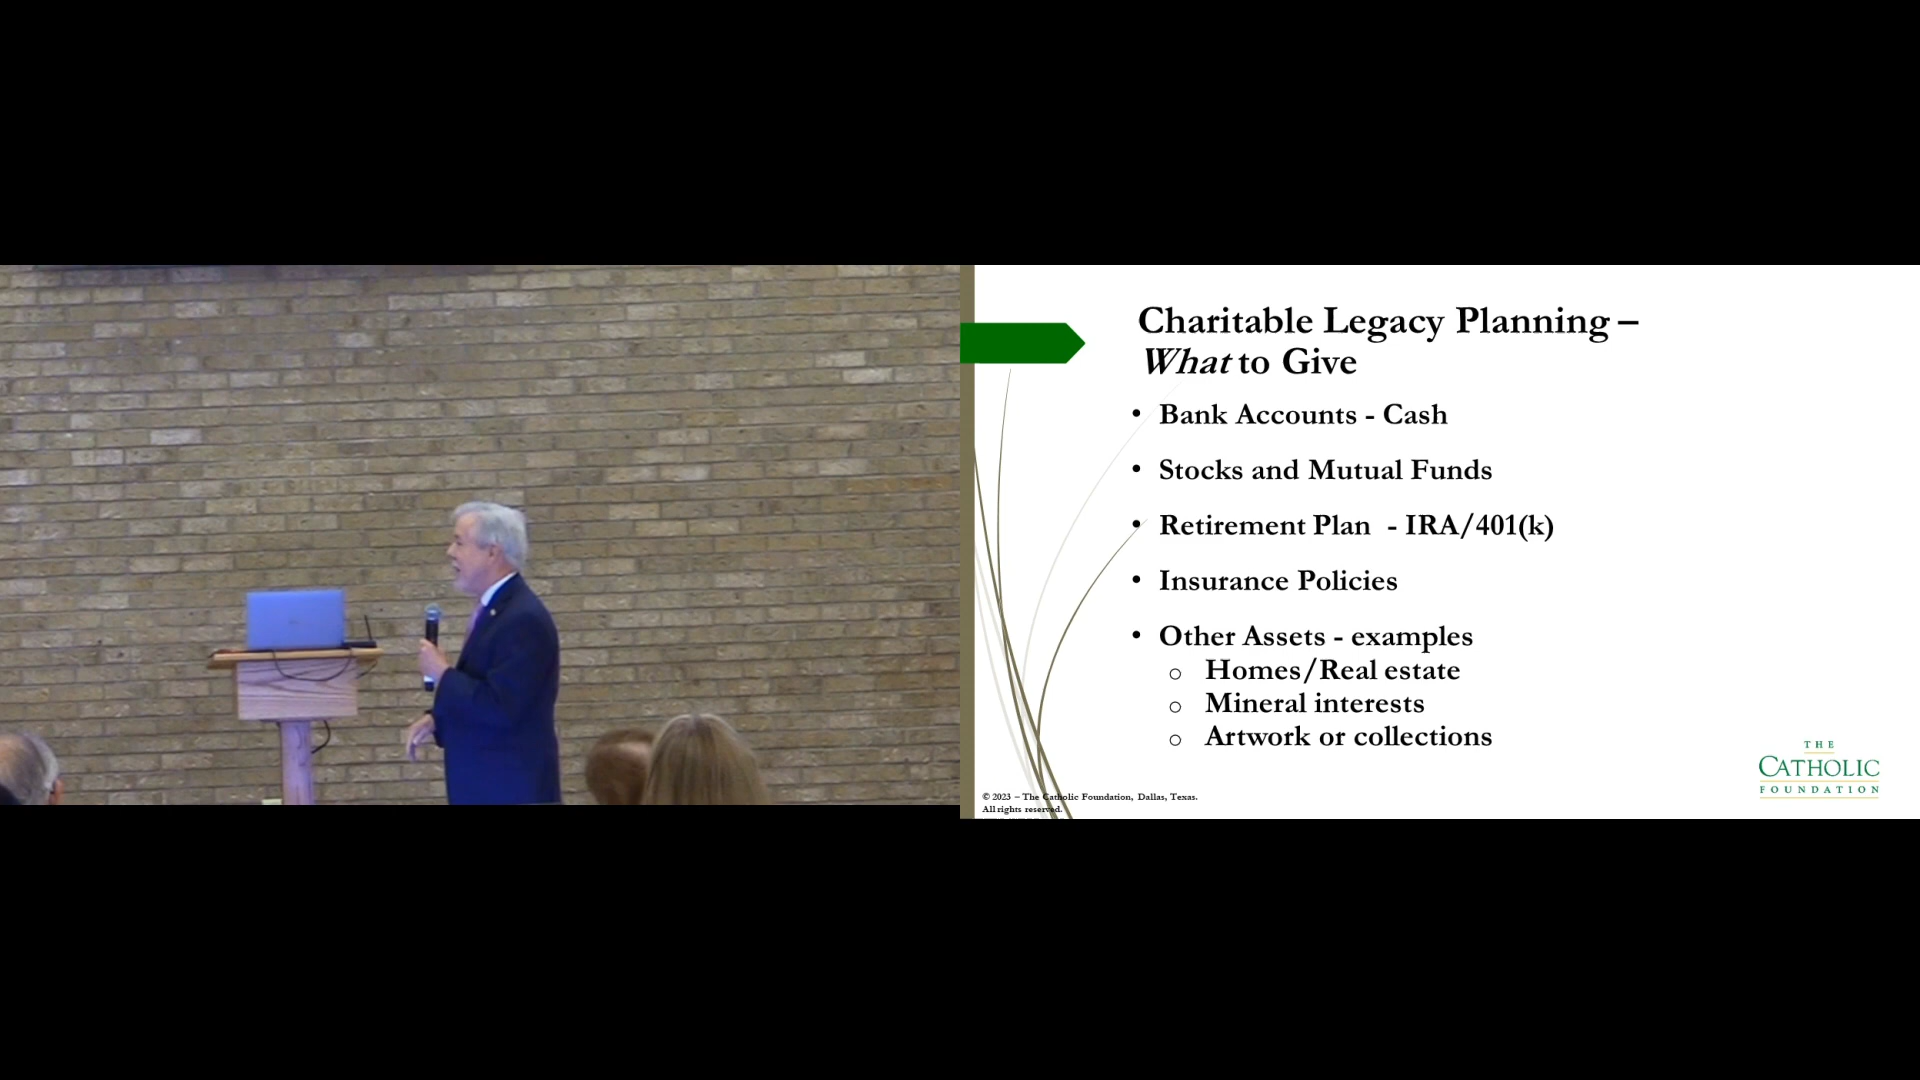 Charitable Legacy Planning –
What to Give
• Bank Accounts - Cash
• Stocks and Mutual Funds
• Retirement Plan - IRA/401(k)
• Insurance Policies
• Other Assets - examples
o Homes/Real estate
o Mineral interests
o Artwork or collections
THE
CATHOLIC
FOUNDATION
© 2023 – The Catholic Foundation, Dallas, Texas.
All rights reserved.